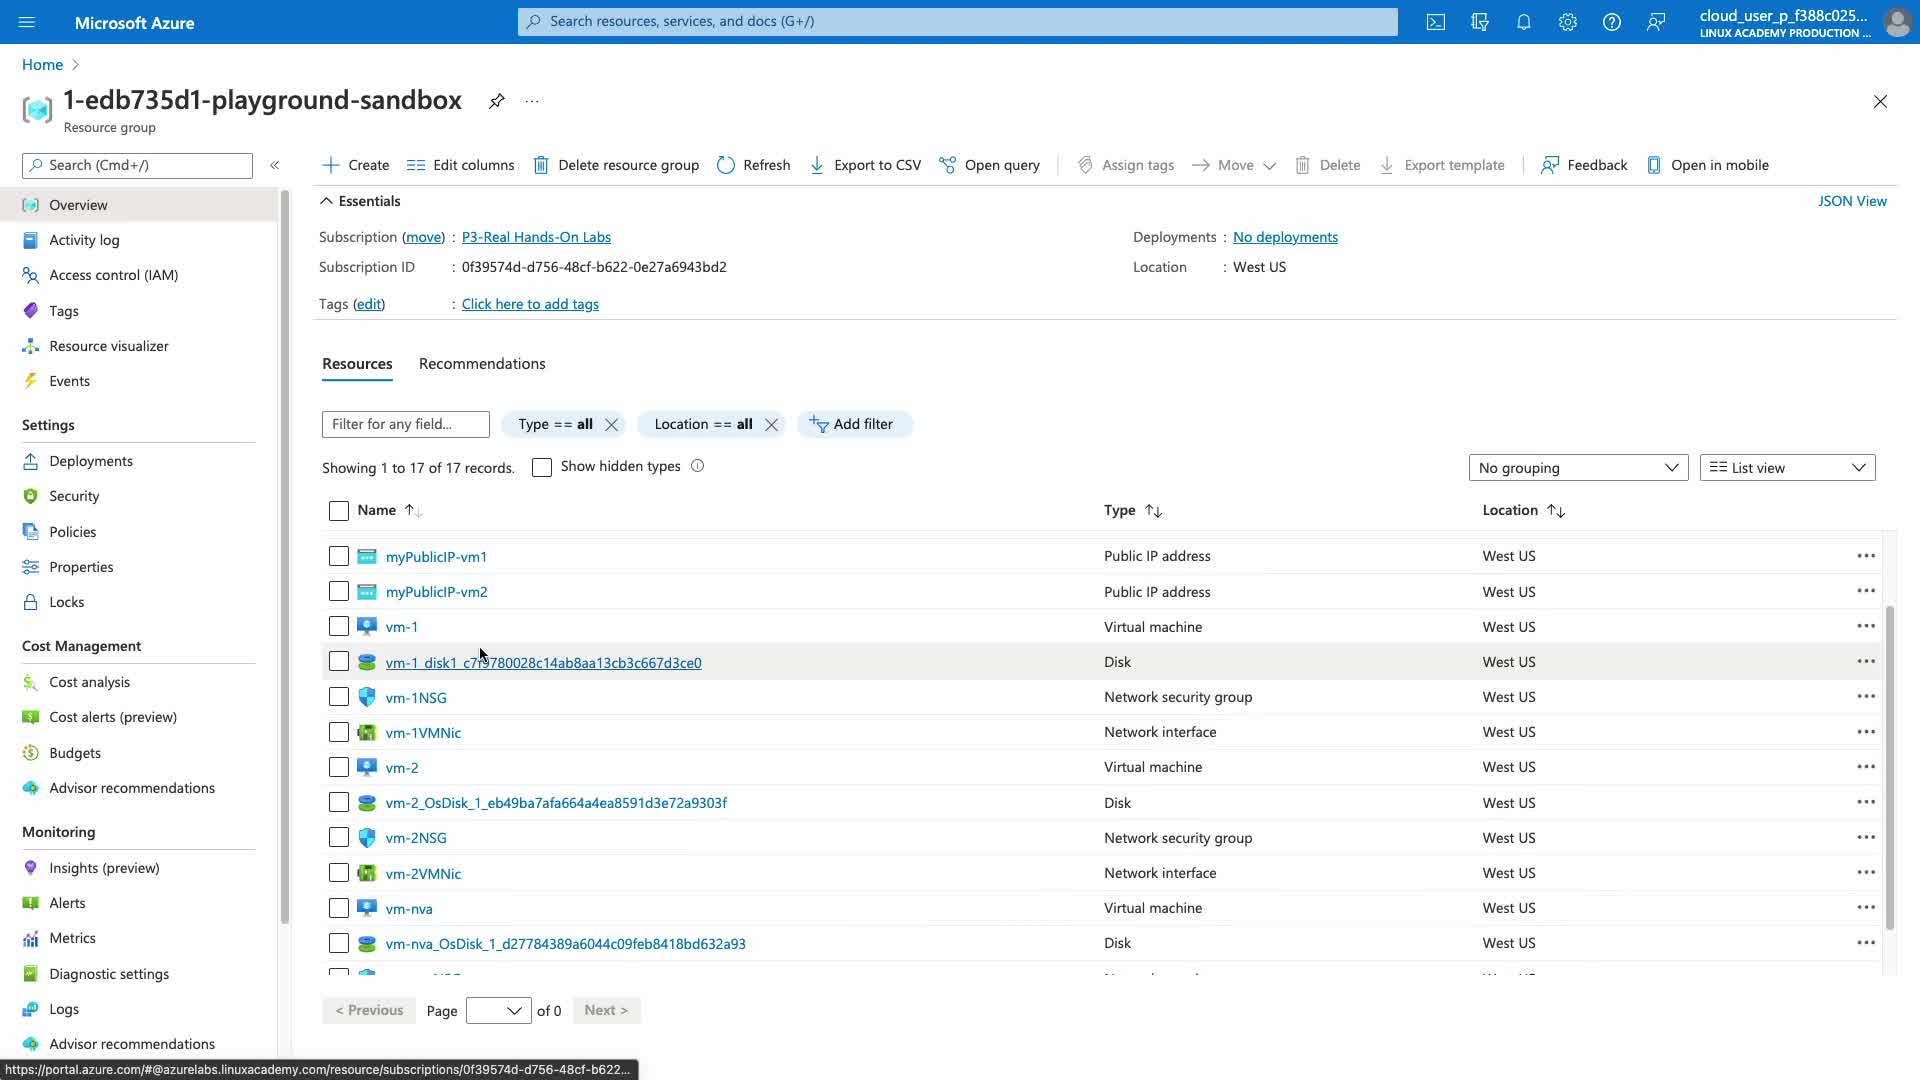 Microsoft Azure
Search resources, services, and docs (G+/)
cloud_user_p_f388c025...
LINUX ACADEMY PRODUCTION ...
Home
1-edb735d1-playground-sandbox
Resource group
Search (Cmd+/)
Create
Edit columns
Delete resource group
Refresh
Export to CSV
Open query
Assign tags
Move
Delete
Export template
Feedback
Open in mobile
Overview
Activity log
Access control (IAM)
Tags
Resource visualizer
Events
Settings
Deployments
Security
Policies
Properties
Locks
Cost Management
Cost analysis
Cost alerts (preview)
Budgets
Advisor recommendations
Monitoring
Insights (preview)
Alerts
Metrics
Diagnostic settings
Logs
Advisor recommendations
Essentials
JSON View
Subscription (move) : P3-Real Hands-On Labs
Deployments : No deployments
Subscription ID : 0f39574d-d756-48cf-b622-0e27a6943bd2
Location : West US
Tags (edit) : Click here to add tags
Resources
Recommendations
Filter for any field...
Type == all
Location == all
Add filter
Showing 1 to 17 of 17 records.
Show hidden types
No grouping
List view
Name Type Location
myPublicIP-vm1 Public IP address West US
myPublicIP-vm2 Public IP address West US
vm-1 Virtual machine West US
vm-1_disk1_c7f9780028c14ab8aa13cb3c667d3ce0 Disk West US
vm-1NSG Network security group West US
vm-1VMNic Network interface West US
vm-2 Virtual machine West US
vm-2_OsDisk_1_eb49ba7afa664a4ea8591d3e72a9303f Disk West US
vm-2NSG Network security group West US
vm-2VMNic Network interface West US
vm-nva Virtual machine West US
vm-nva_OsDisk_1_d27784389a6044c09feb8418bd632a93 Disk West US
< Previous
Page
of 0
Next >
https://portal.azure.com/#@azurelabs.linuxacademy.com/resource/subscriptions/0f39574d-d756-48cf-b622...